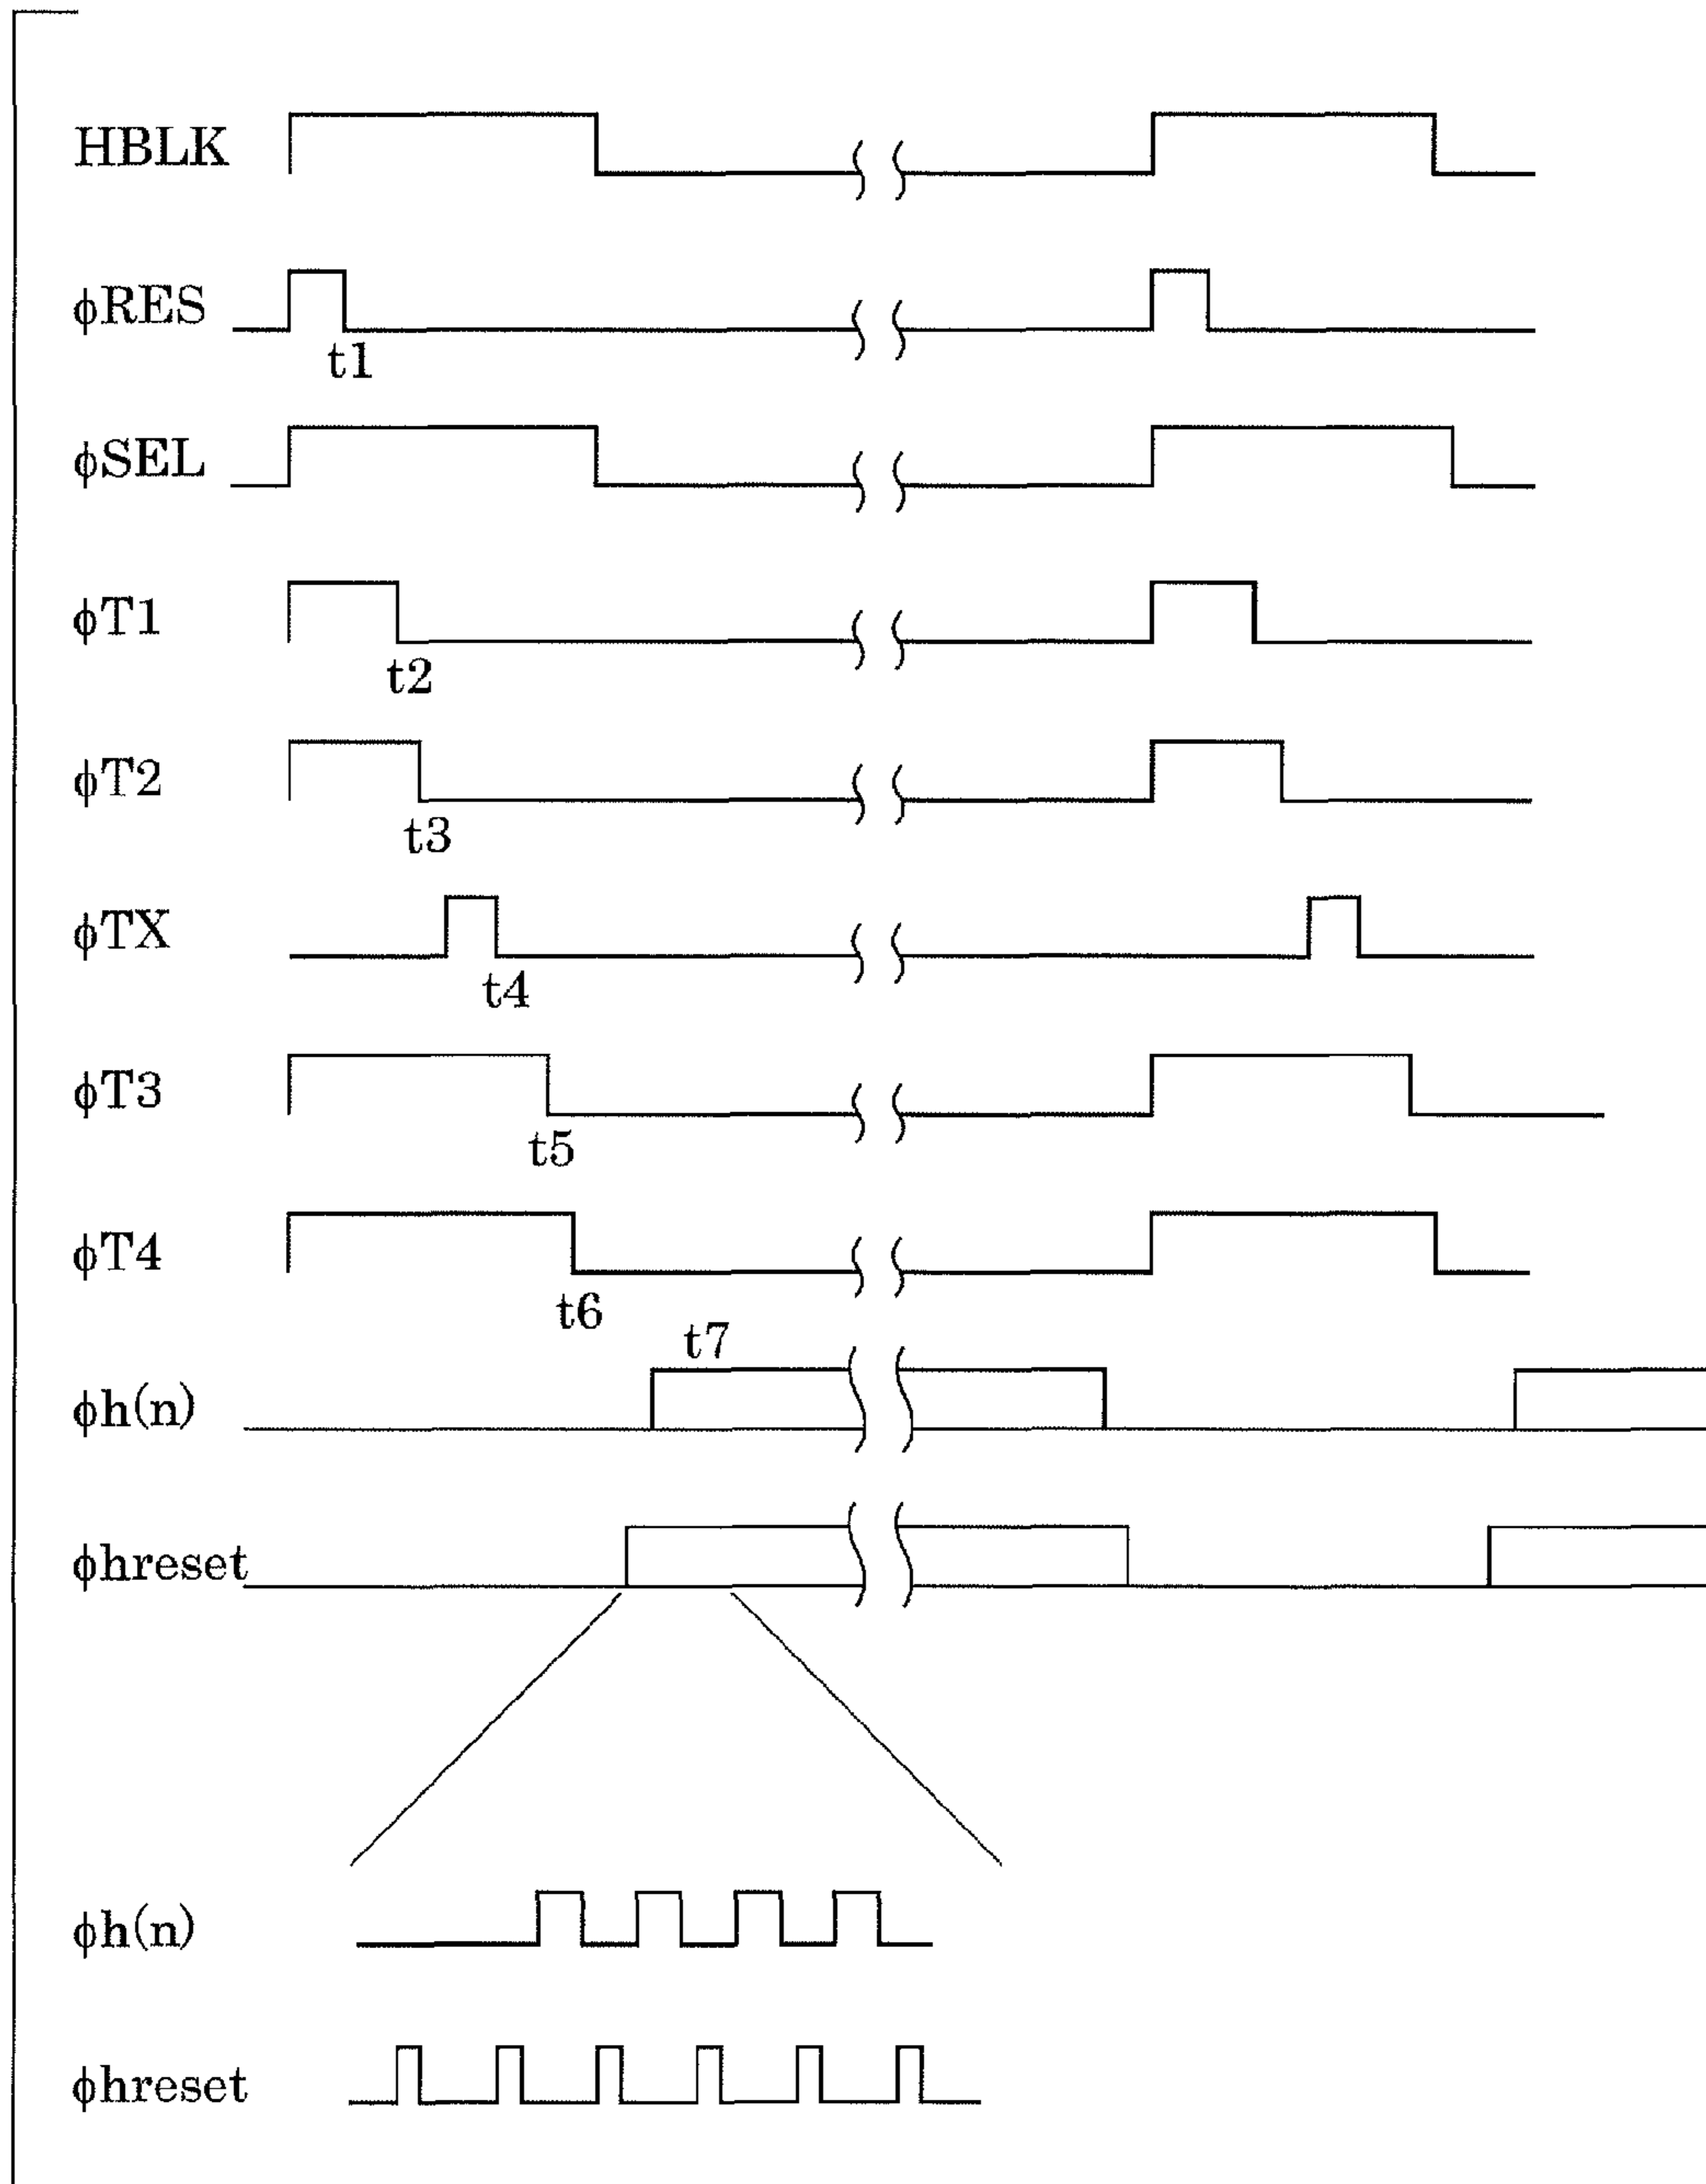 HBLK
ϕRES
t1
ϕSEL
ϕT1
t2
ϕT2
t3
ϕTX
t4
ϕT3
t5
ϕT4
t6
t7
ϕh(n)
ϕhreset
ϕh(n)
ϕhreset